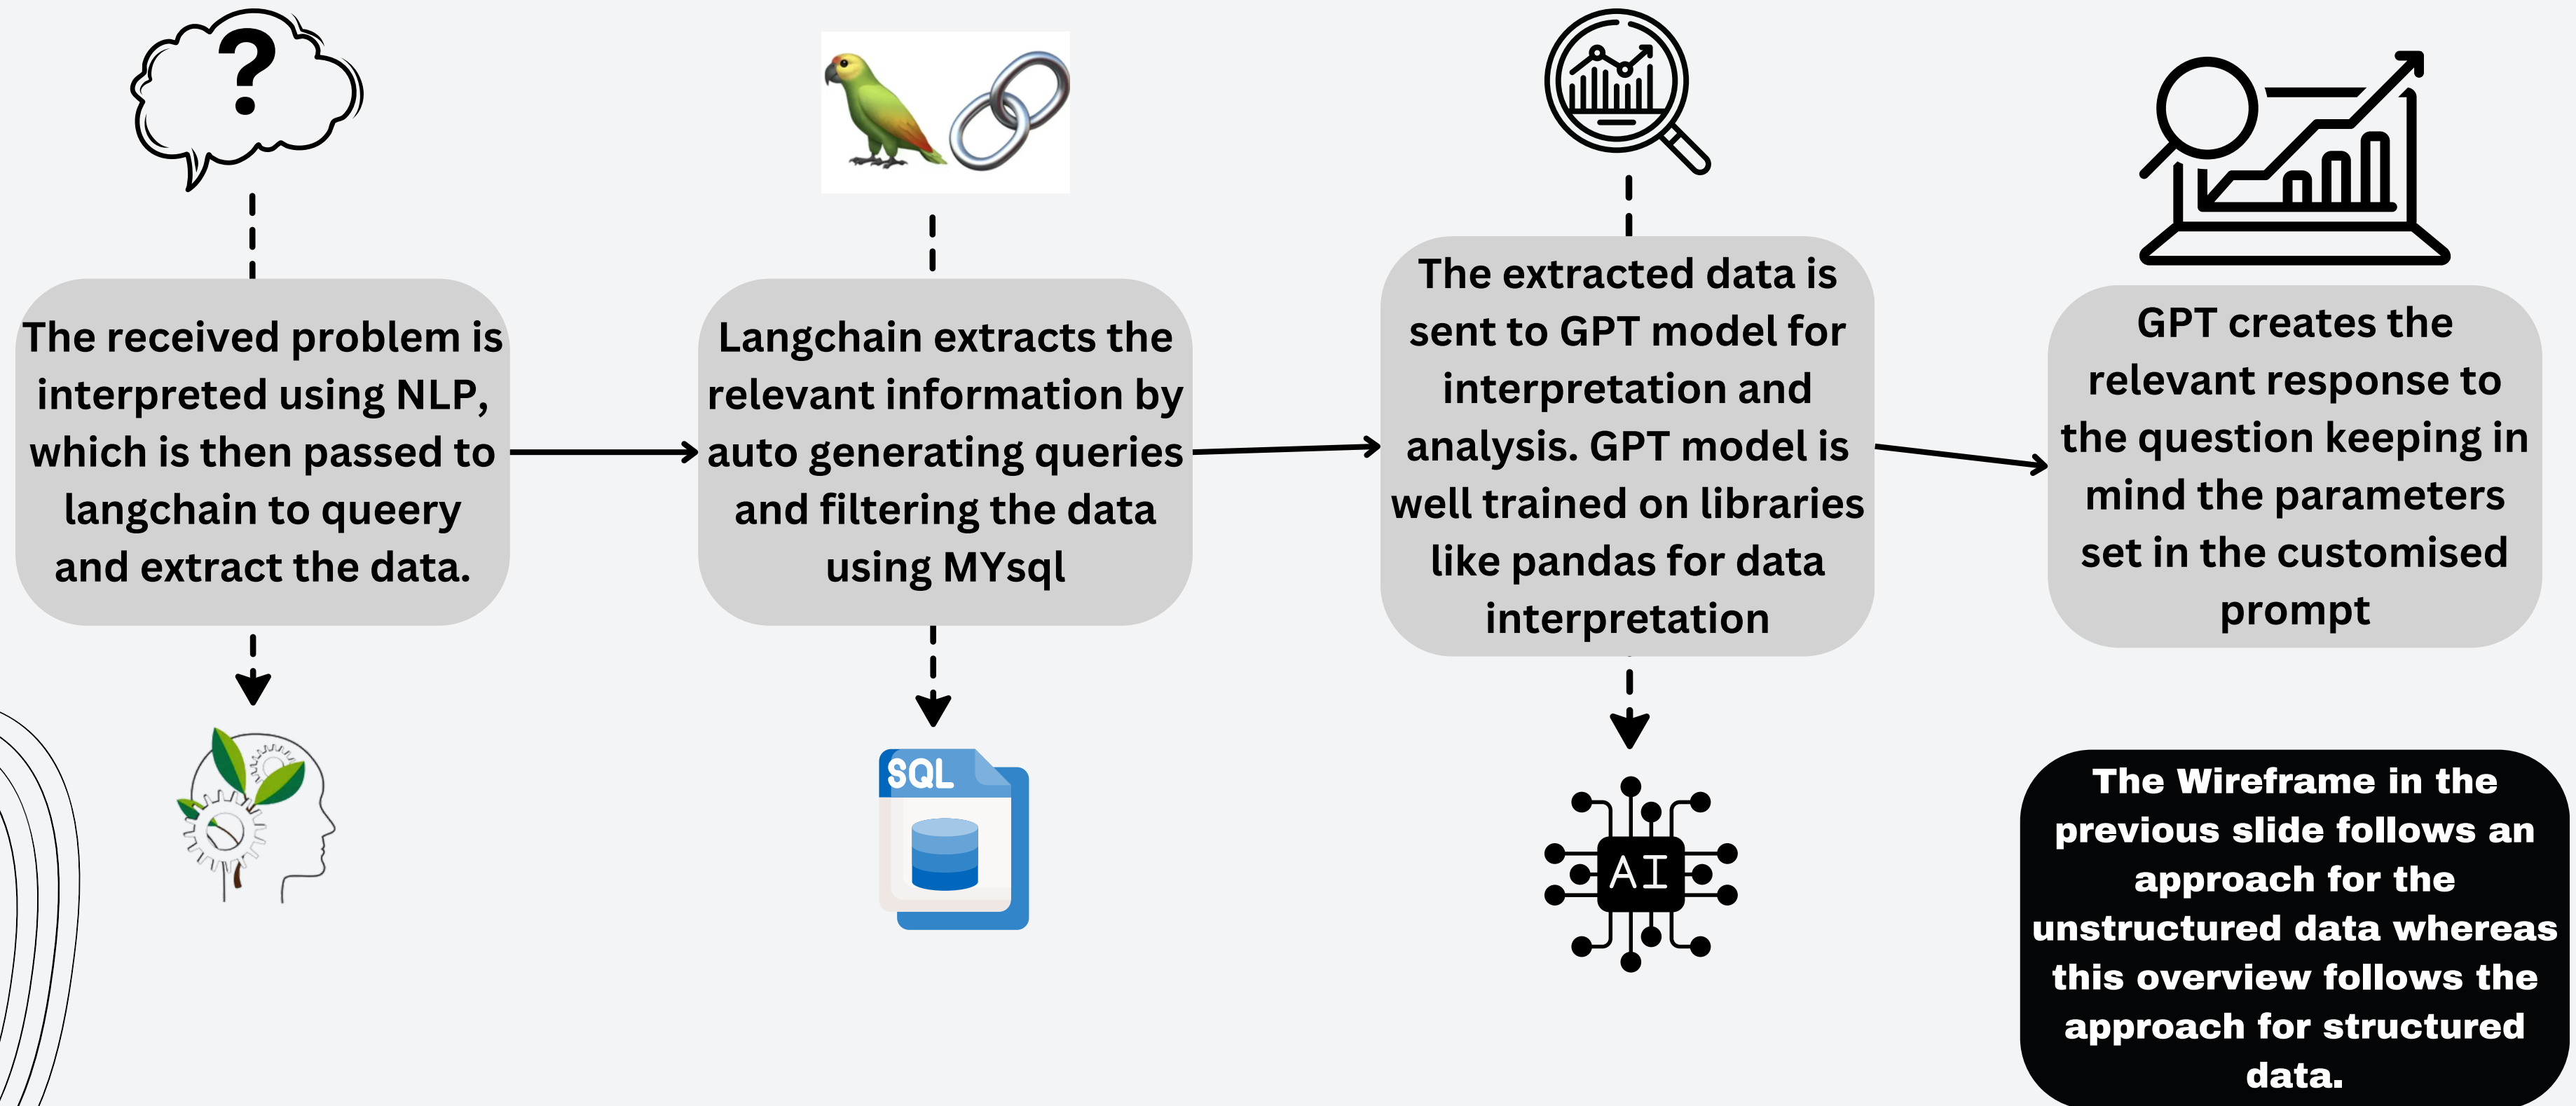 ?
The received problem is
interpreted using NLP,
which is then passed to
langchain to queery
and extract the data.
Langchain extracts the
relevant information by
auto generating queries
and filtering the data
using MYsql
SQL
The extracted data is
sent to GPT model for
interpretation and
analysis. GPT model is
well trained on libraries
like pandas for data
interpretation
AI
GPT creates the
relevant response to
the question keeping in
mind the parameters
set in the customised
prompt
The Wireframe in the
previous slide follows an
approach for the
unstructured data whereas
this overview follows the
approach for structured
data.